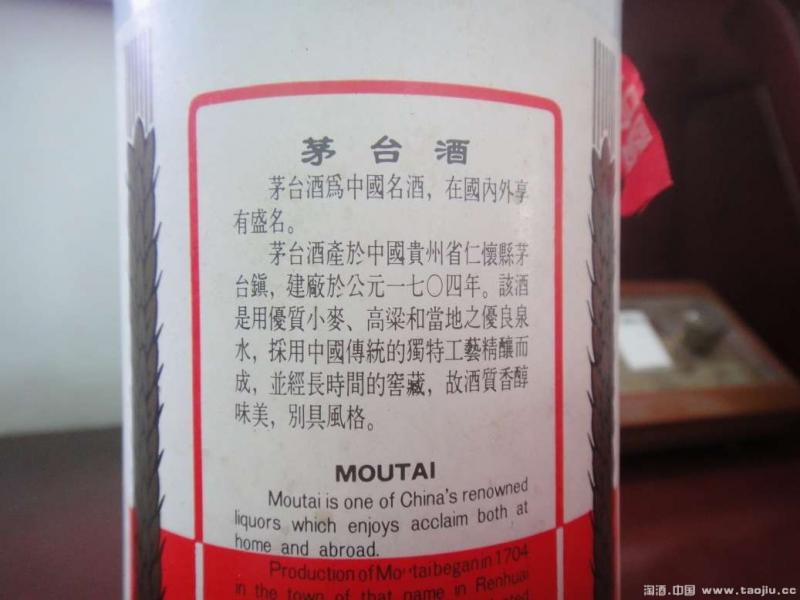 茅台酒
茅台酒爲中國名酒，在國內外享
有盛名。
茅台酒產於中國貴州省仁懷縣茅
台鎭，建廠於公元一七〇四年。該酒
是用優質小麥、高梁和當地之優良泉
水，採用中國傳統的獨特工藝精釀而
成，並經長時間的窖藏，故酒質香醇
味美，別具風格。
MOUTAI
Moutai is one of China's renowned
liquors which enjoys acclaim both at
home and abroad.
Production of Moutai began in 1704
in the town of that name in Renhuai
淘酒.中国 www.taojiu.cc